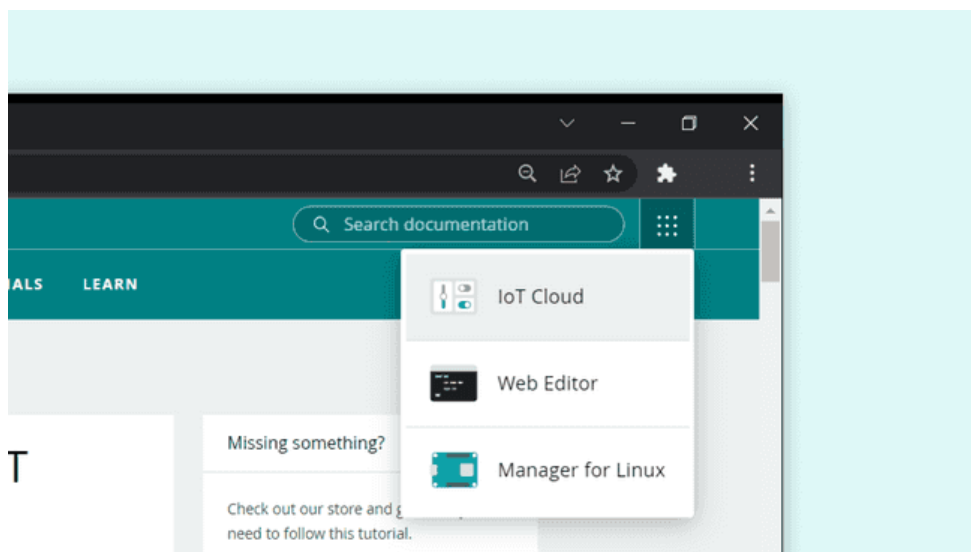 Search documentation
IALS LEARN
IoT Cloud
Web Editor
Manager for Linux
T
Missing something?
Check out our store and g
need to follow this tutorial.